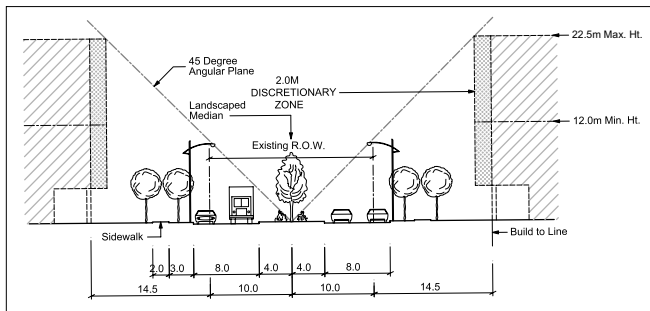 22.5m Max. Ht.
45 Degree
Angular Plane
2.0M
DISCRETIONARY
ZONE
Landscaped
Median
12.0m Min. Ht.
Existing R.O.W.
Sidewalk
Build to Line
2.0 3.0 8.0 4.0 4.0 8.0
14.5 10.0 10.0 14.5